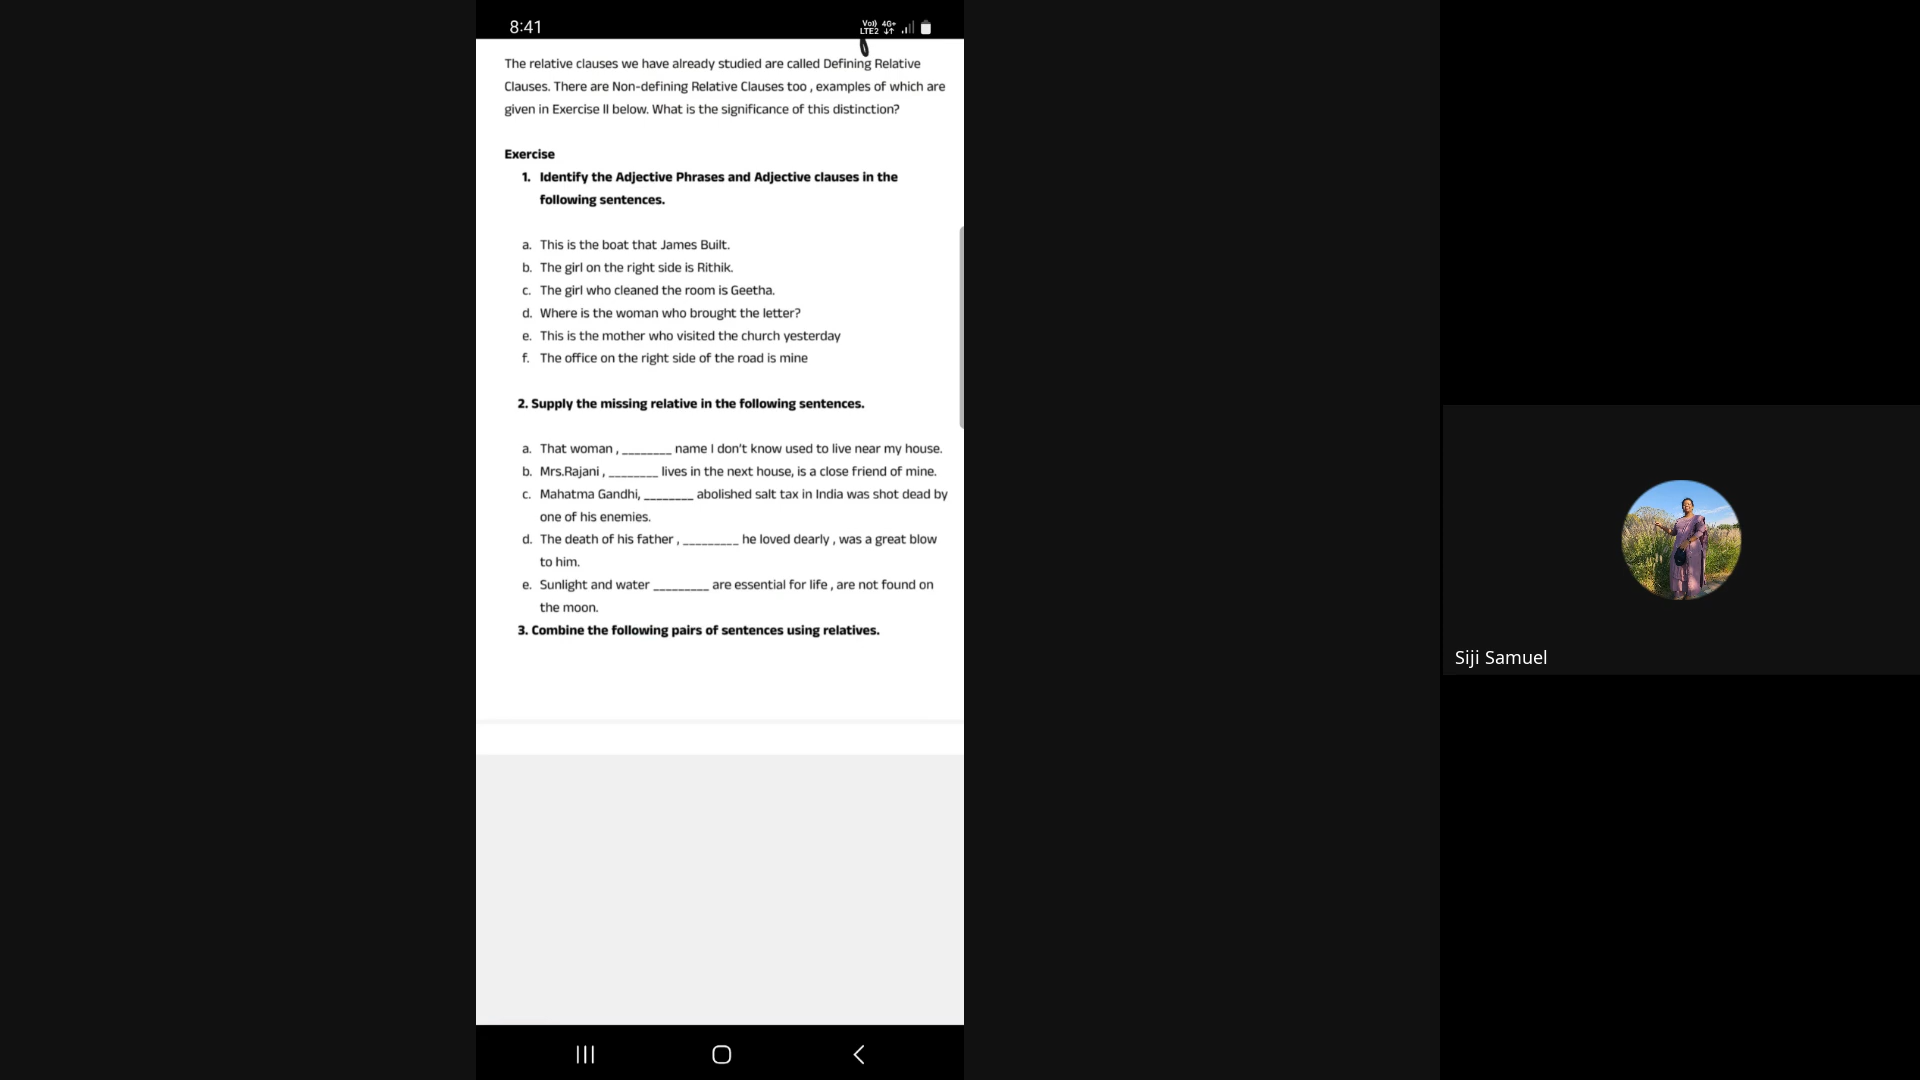 8:41
Vo)) 4G+
LTE2
The relative clauses we have already studied are called Defining Relative
Clauses. There are Non-defining Relative Clauses too , examples of which are
given in Exercise II below. What is the significance of this distinction?
Exercise
1. Identify the Adjective Phrases and Adjective clauses in the
following sentences.
a. This is the boat that James Built.
b. The girl on the right side is Rithik.
c. The girl who cleaned the room is Geetha.
d. Where is the woman who brought the letter?
e. This is the mother who visited the church yesterday
f. The office on the right side of the road is mine
2. Supply the missing relative in the following sentences.
a. That woman , ________ name I don't know used to live near my house.
b. Mrs.Rajani , ________ lives in the next house, is a close friend of mine.
c. Mahatma Gandhi, ________ abolished salt tax in India was shot dead by
one of his enemies.
d. The death of his father , _________ he loved dearly , was a great blow
to him.
e. Sunlight and water _________ are essential for life , are not found on
the moon.
3. Combine the following pairs of sentences using relatives.
Siji Samuel